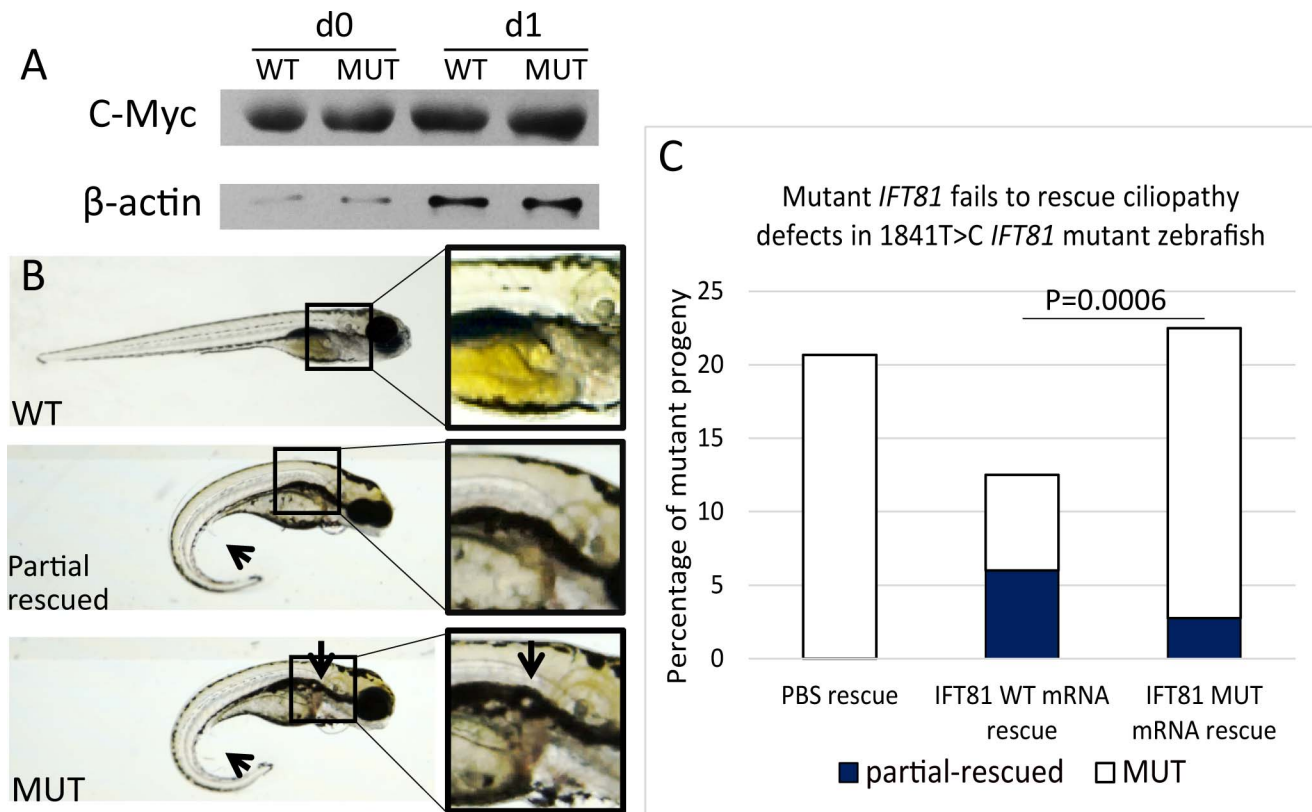 A
d0
d1
WT
MUT
WT
MUT
C-Myc
β-actin
B
WT
Partial
rescued
MUT
C
Mutant IFT81 fails to rescue ciliopathy
defects in 1841T>C IFT81 mutant zebrafish
Percentage of mutant progeny
25
20
15
10
5
0
P=0.0006
PBS rescue
IFT81 WT mRNA
rescue
IFT81 MUT
mRNA rescue
partial-rescued
MUT